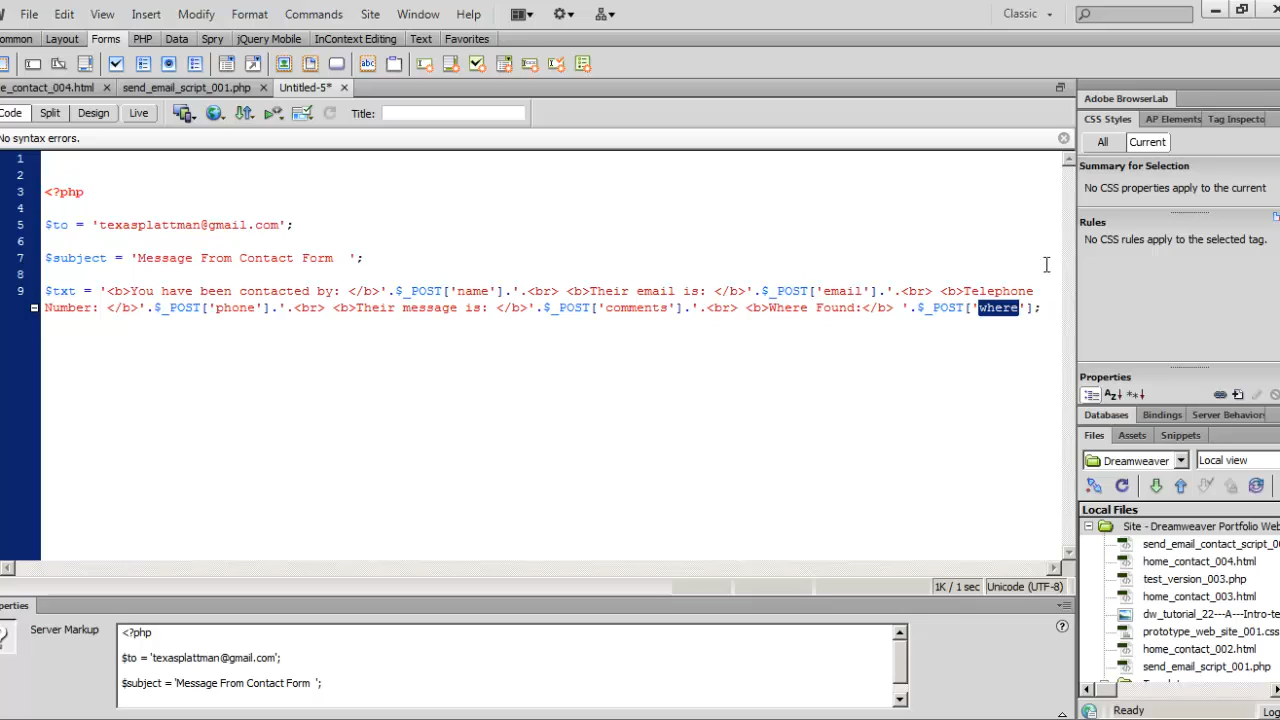 File Edit View Insert Modify Format Commands Site Window Help Classic
ommon Layout Forms PHP Data Spry jQuery Mobile InContext Editing Text Favorites
e_contact_004.html send_email_script_001.php Untitled-5*
Code Split Design Live Title:
No syntax errors.
1
2
3 <?php
4
5 $to = 'texasplattman@gmail.com';
6
7 $subject = 'Message From Contact Form  ';
8
9 $txt = '<b>You have been contacted by: </b>'.$_POST['name'].'.<br> <b>Their email is: </b>'.$_POST['email'].'.<br> <b>Telephone
Number: </b>'.$_POST['phone'].'.<br> <b>Their message is: </b>'.$_POST['comments'].'.<br> <b>Where Found:</b> '.$_POST['where'];
1K / 1 sec Unicode (UTF-8)
operties
Server Markup
<?php
$to = 'texasplattman@gmail.com';
$subject = 'Message From Contact Form  ';
Adobe BrowserLab
CSS Styles AP Elements Tag Inspecto
All Current
Summary for Selection
No CSS properties apply to the current
Rules
No CSS rules apply to the selected tag.
Properties
Databases Bindings Server Behaviors
Files Assets Snippets
Dreamweaver Local view
Local Files
Site - Dreamweaver Portfolio Web
send_email_contact_script_00
home_contact_004.html
test_version_003.php
home_contact_003.html
dw_tutorial_22---A---Intro-te
prototype_web_site_001.css
home_contact_002.html
send_email_script_001.php
Ready Log